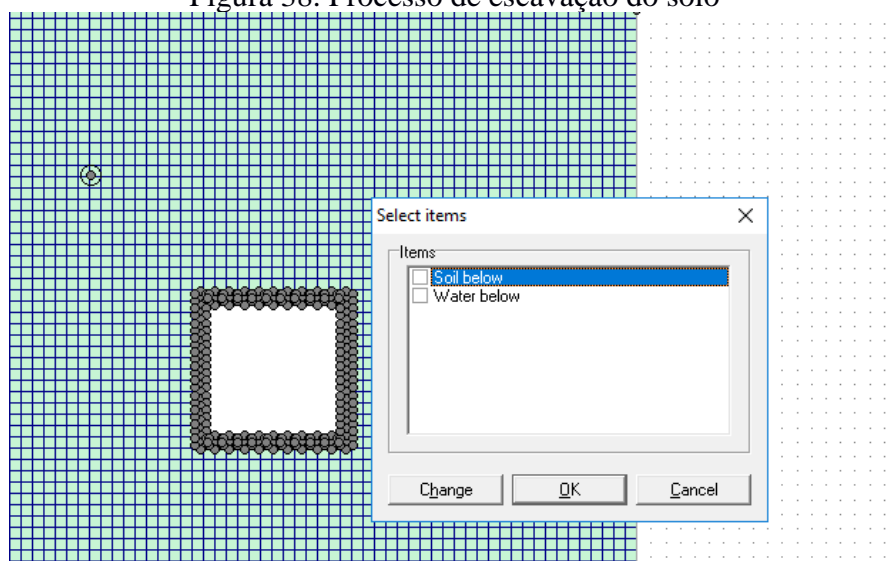 Figura 38: Processo de escavação do solo
Select items
Items
Soil below
Water below
Change
OK
Cancel